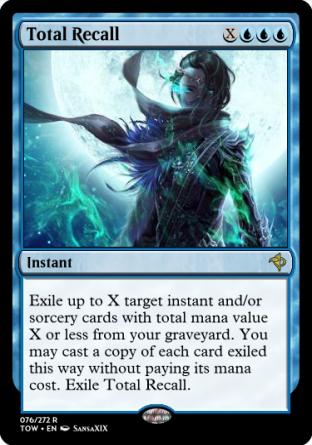 Total Recall X
Instant
Exile up to X target instant and/or
sorcery cards with total mana value
X or less from your graveyard. You
may cast a copy of each card exiled
this way without paying its mana
cost. Exile Total Recall.
076/272 R
TOW • EN SansaXIX